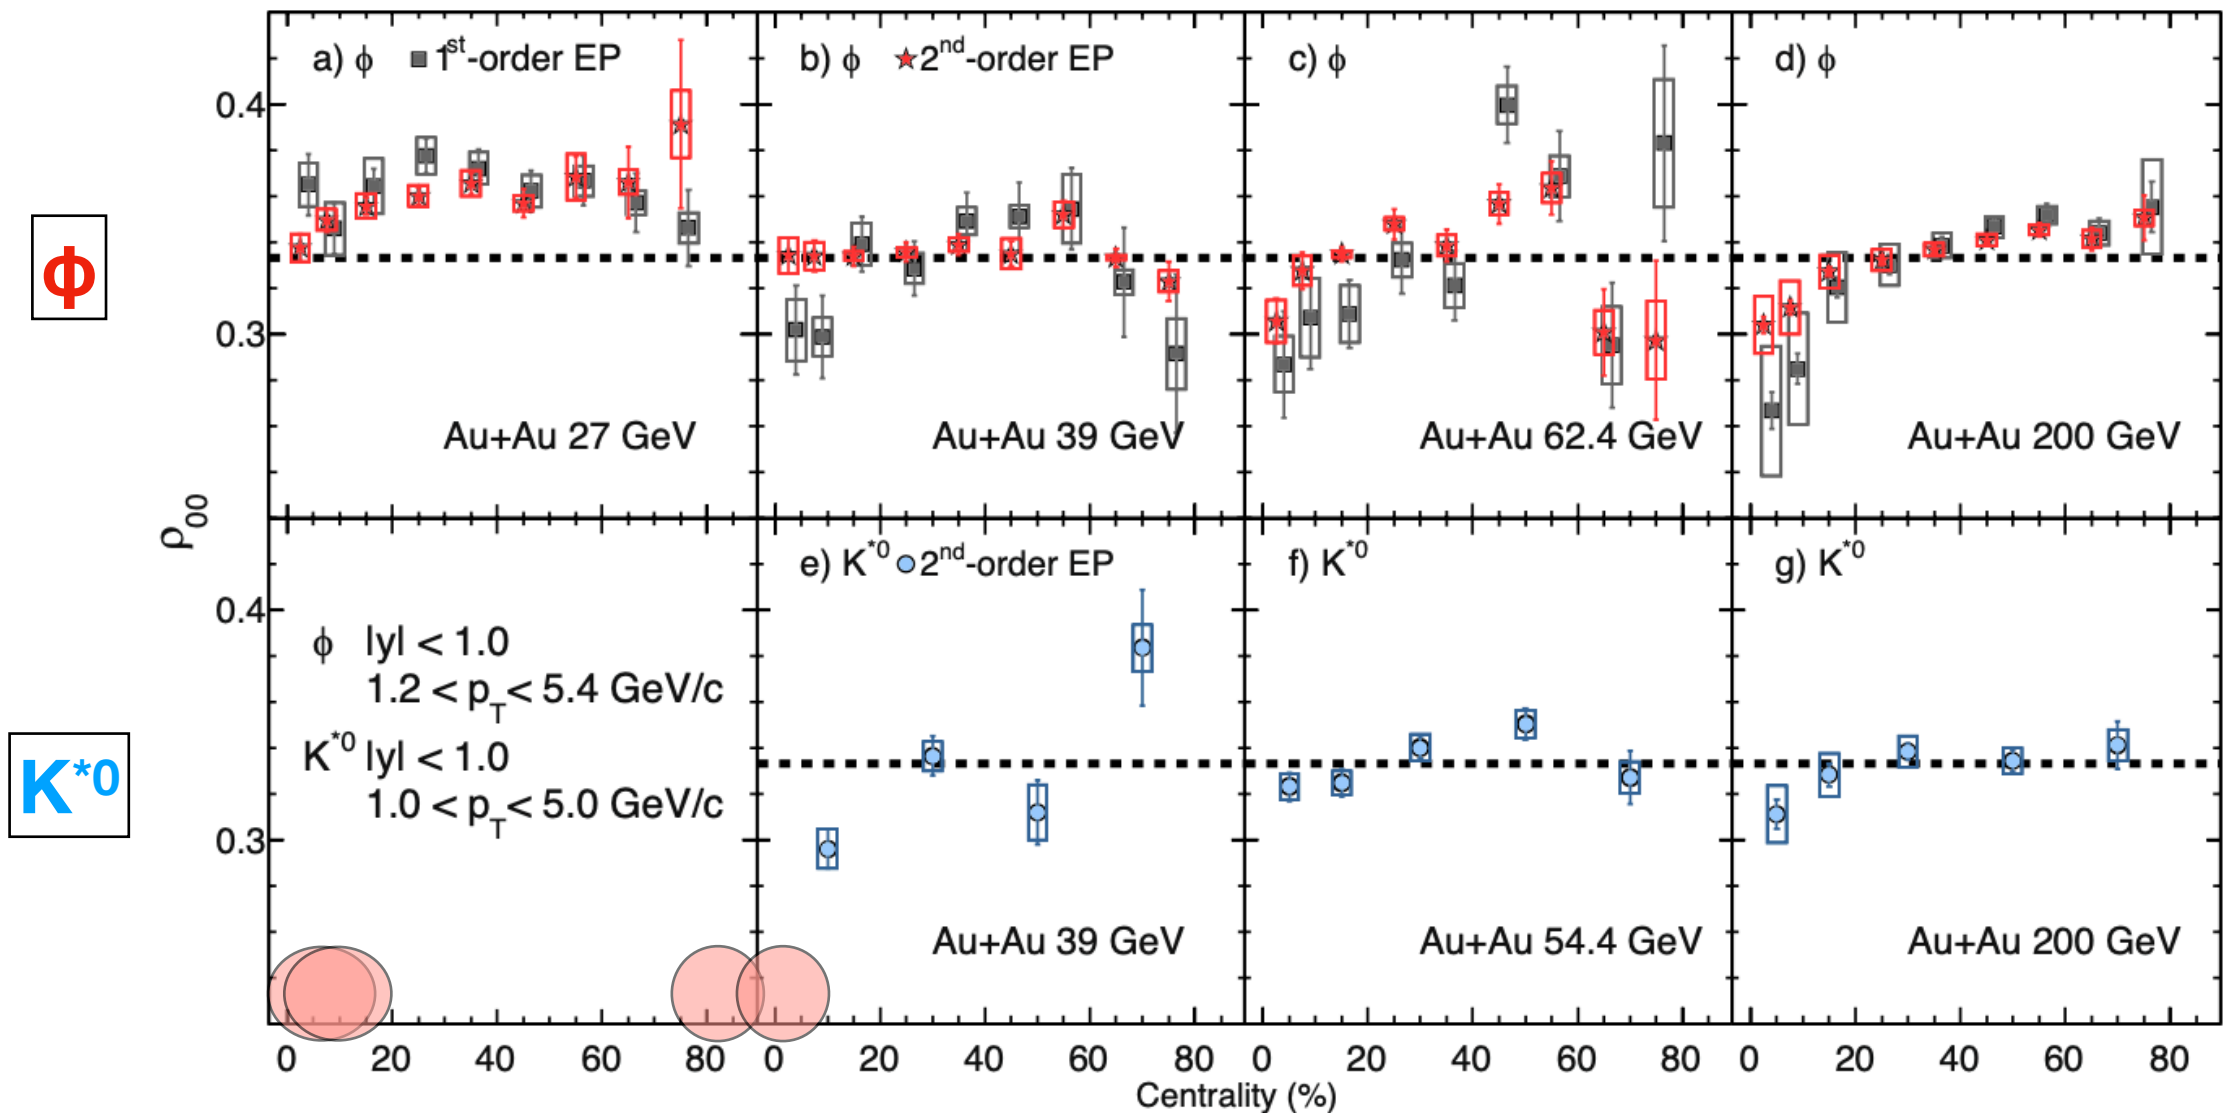 a) ϕ ■ 1st-order EP
b) ϕ ★ 2nd-order EP
c) ϕ
d) ϕ
0.4
0.3
ϕ
Au+Au 27 GeV
Au+Au 39 GeV
Au+Au 62.4 GeV
Au+Au 200 GeV
ρ00
e) K*0 2nd-order EP
f) K*0
g) K*0
0.4
ϕ |y| < 1.0
1.2 < pT < 5.4 GeV/c
K*0 |y| < 1.0
1.0 < pT < 5.0 GeV/c
K*0
0.3
Au+Au 39 GeV
Au+Au 54.4 GeV
Au+Au 200 GeV
0 20 40 60 80 0 20 40 60 80 0 20 40 60 80 0 20 40 60 80
Centrality (%)